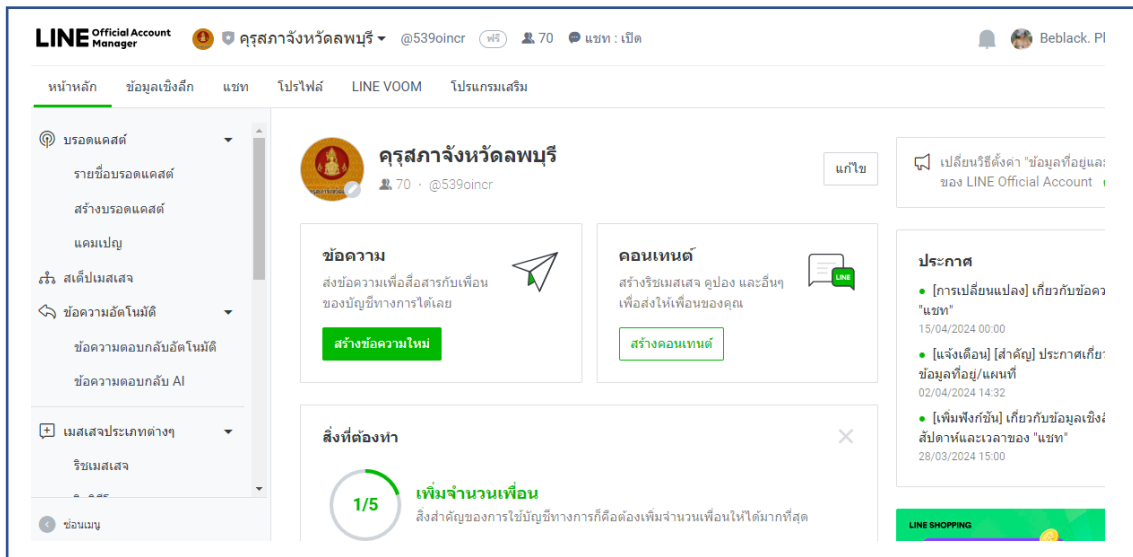 LINE Official Account Manager
คุรุสภาจังหวัดลพบุรี @539oincr ฟรี 70 แชท : เปิด
Beblack.
หน้าหลัก ข้อมูลเชิงลึก แชท โปรไฟล์ LINE VOOM โปรแกรมเสริม
บรอดแคสต์
รายชื่อบรอดแคสต์
สร้างบรอดแคสต์
แคมเปญ
สเต็ปเมสเสจ
ข้อความอัตโนมัติ
ข้อความตอบกลับอัตโนมัติ
ข้อความตอบกลับ AI
เมสเสจประเภทต่างๆ
ริชเมสเสจ
ซ่อนเมนู
คุรุสภาจังหวัดลพบุรี
70 · @539oincr
แก้ไข
ข้อความ
ส่งข้อความเพื่อสื่อสารกับเพื่อน
ของบัญชีทางการได้เลย
สร้างข้อความใหม่
คอนเทนต์
สร้างริชเมสเสจ คูปอง และอื่นๆ
เพื่อส่งให้เพื่อนของคุณ
LINE
สร้างคอนเทนต์
สิ่งที่ต้องทำ
1/5
เพิ่มจำนวนเพื่อน
สิ่งสำคัญของการใช้บัญชีทางการก็คือต้องเพิ่มจำนวนเพื่อนให้ได้มากที่สุด
เปลี่ยนวิธีตั้งค่า "ข้อมูลที่อยู่และ
ของ LINE Official Account
ประกาศ
[การเปลี่ยนแปลง] เกี่ยวกับข้อคว
"แชท"
15/04/2024 00:00
[แจ้งเตือน] [สำคัญ] ประกาศเกี่ย
ข้อมูลที่อยู่/แผนที่
02/04/2024 14:32
[เพิ่มฟังก์ชัน] เกี่ยวกับข้อมูลเชิงลึ
สัปดาห์และเวลาของ "แชท"
28/03/2024 15:00
LINE SHOPPING